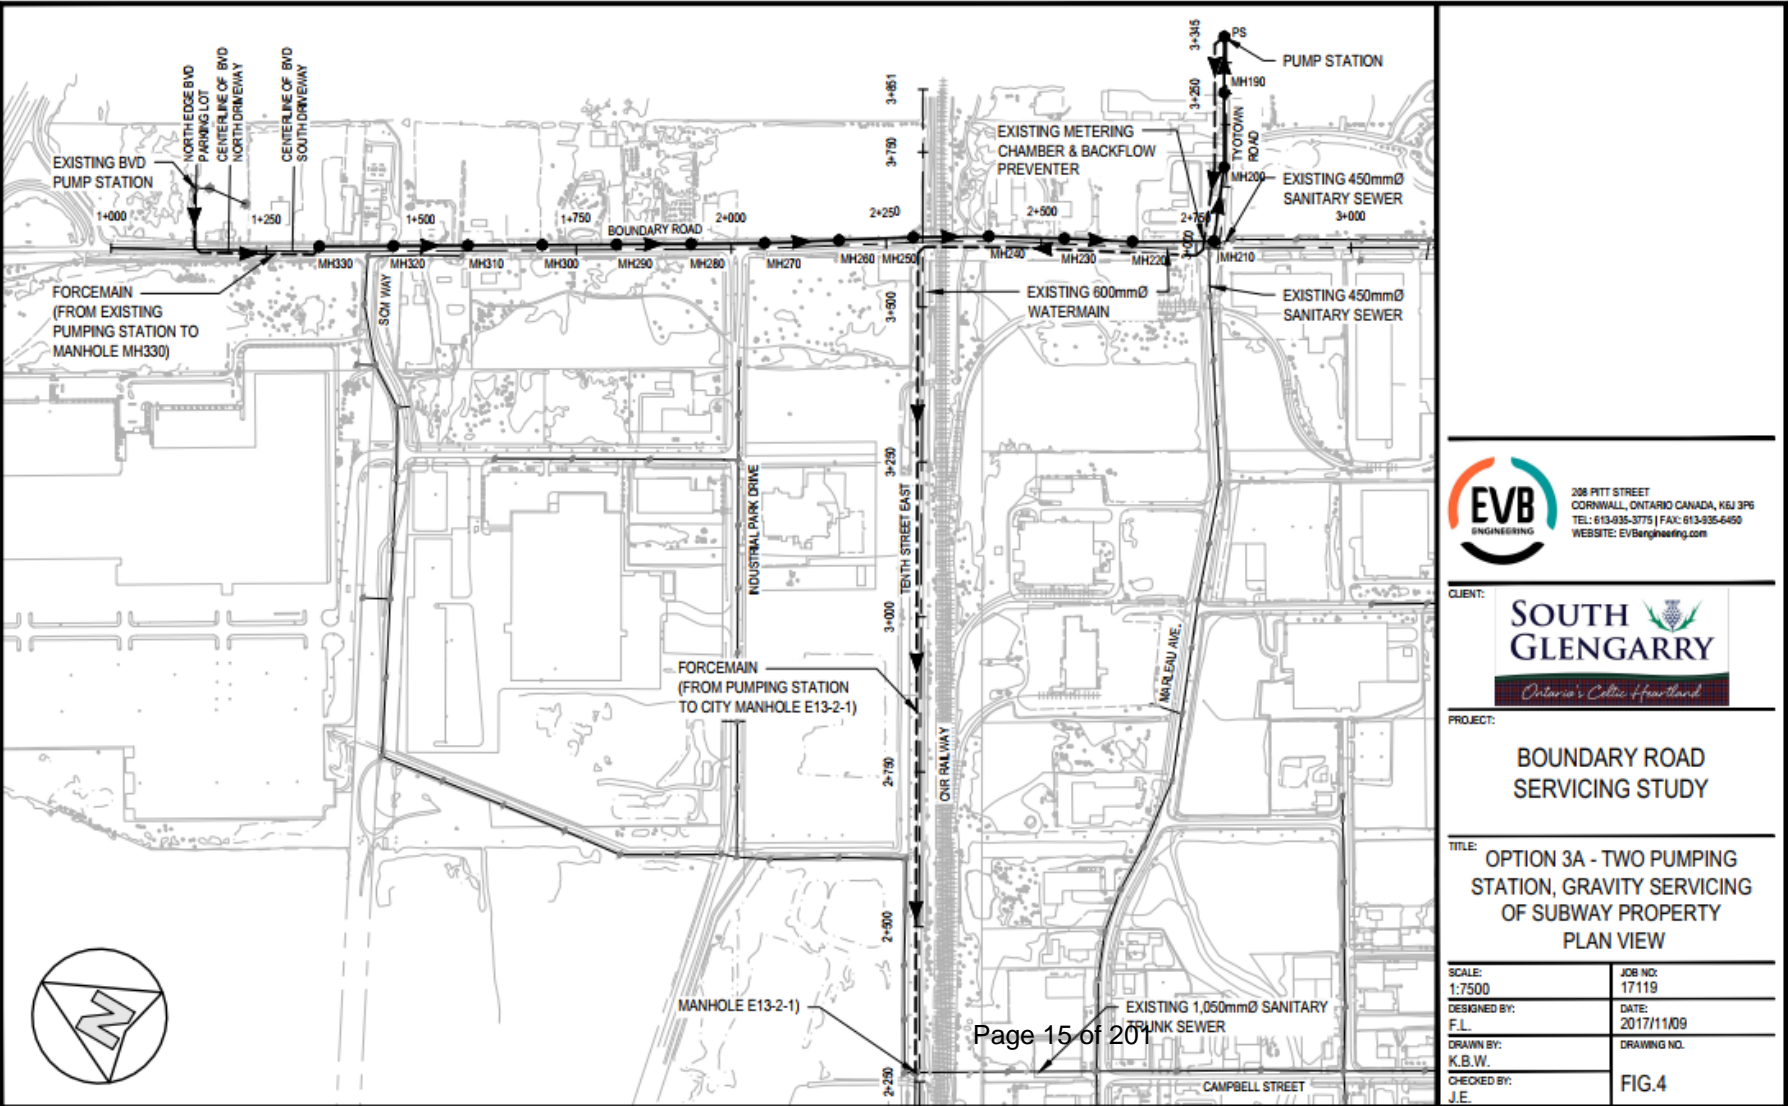 NORTH EDGE BVD
PARKING LOT
CENTERLINE OF BVD
NORTH DRIVEWAY
CENTERLINE OF BVD
SOUTH DRIVEWAY
EXISTING BVD
PUMP STATION
1+000
1+250
1+500
1+750
2+000
2+250
2+500
2+750
3+000
BOUNDARY ROAD
3+851
3+750
3+500
3+250
3+000
2+750
2+500
2+250
3+345
3+250
3+000
PS
PUMP STATION
MH190
TYOTOWN
ROAD
MH200
EXISTING METERING
CHAMBER & BACKFLOW
PREVENTER
EXISTING 450mmØ
SANITARY SEWER
MH330
MH320
MH310
MH300
MH290
MH280
MH270
MH260
MH250
MH240
MH230
MH220
MH210
FORCEMAIN
(FROM EXISTING
PUMPING STATION TO
MANHOLE MH330)
SCM WAY
EXISTING 600mmØ
WATERMAIN
EXISTING 450mmØ
SANITARY SEWER
INDUSTRIAL PARK DRIVE
TENTH STREET EAST
FORCEMAIN
(FROM PUMPING STATION
TO CITY MANHOLE E13-2-1)
CNR RAILWAY
MARLEAU AVE.
MANHOLE E13-2-1)
EXISTING 1,050mmØ SANITARY
TRUNK SEWER
Page 15 of 201
CAMPBELL STREET
N
EVB
ENGINEERING
208 PITT STREET
CORNWALL, ONTARIO CANADA, K6J 3P6
TEL: 613-935-3775 | FAX: 613-935-6450
WEBSITE: EVBengineering.com
CLIENT:
SOUTH
GLENGARRY
Ontario's Celtic Heartland
PROJECT:
BOUNDARY ROAD
SERVICING STUDY
TITLE:
OPTION 3A - TWO PUMPING
STATION, GRAVITY SERVICING
OF SUBWAY PROPERTY
PLAN VIEW
SCALE:
1:7500
JOB NO:
17119
DESIGNED BY:
F.L.
DATE:
2017/11/09
DRAWN BY:
K.B.W.
DRAWING NO.
FIG.4
CHECKED BY:
J.E.